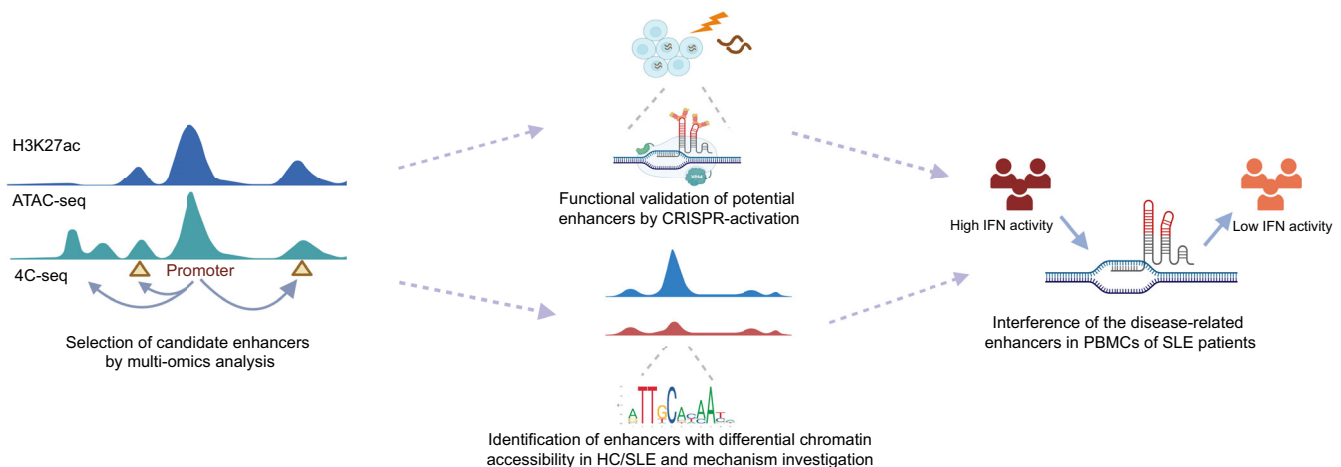 H3K27ac
ATAC-seq
4C-seq
Promoter
Selection of candidate enhancers
by multi-omics analysis
Functional validation of potential
enhancers by CRISPR-activation
Identification of enhancers with differential chromatin
accessibility in HC/SLE and mechanism investigation
High IFN activity
Low IFN activity
Interference of the disease-related
enhancers in PBMCs of SLE patients